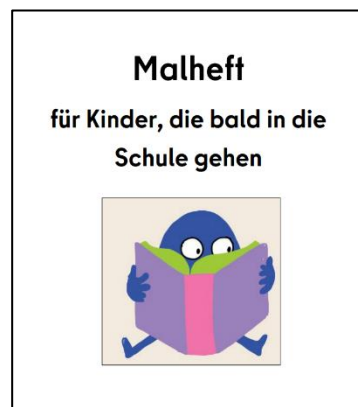 Malheft
für Kinder, die bald in die
Schule gehen